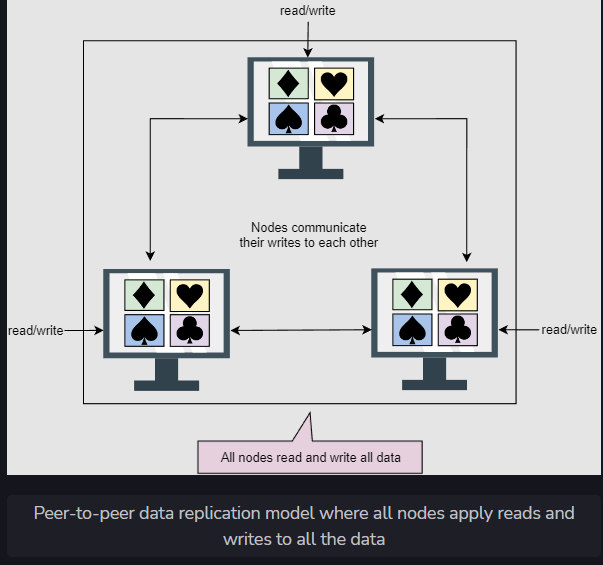 read/write
Nodes communicate
their writes to each other
read/write
read/write
All nodes read and write all data
Peer-to-peer data replication model where all nodes apply reads and
writes to all the data